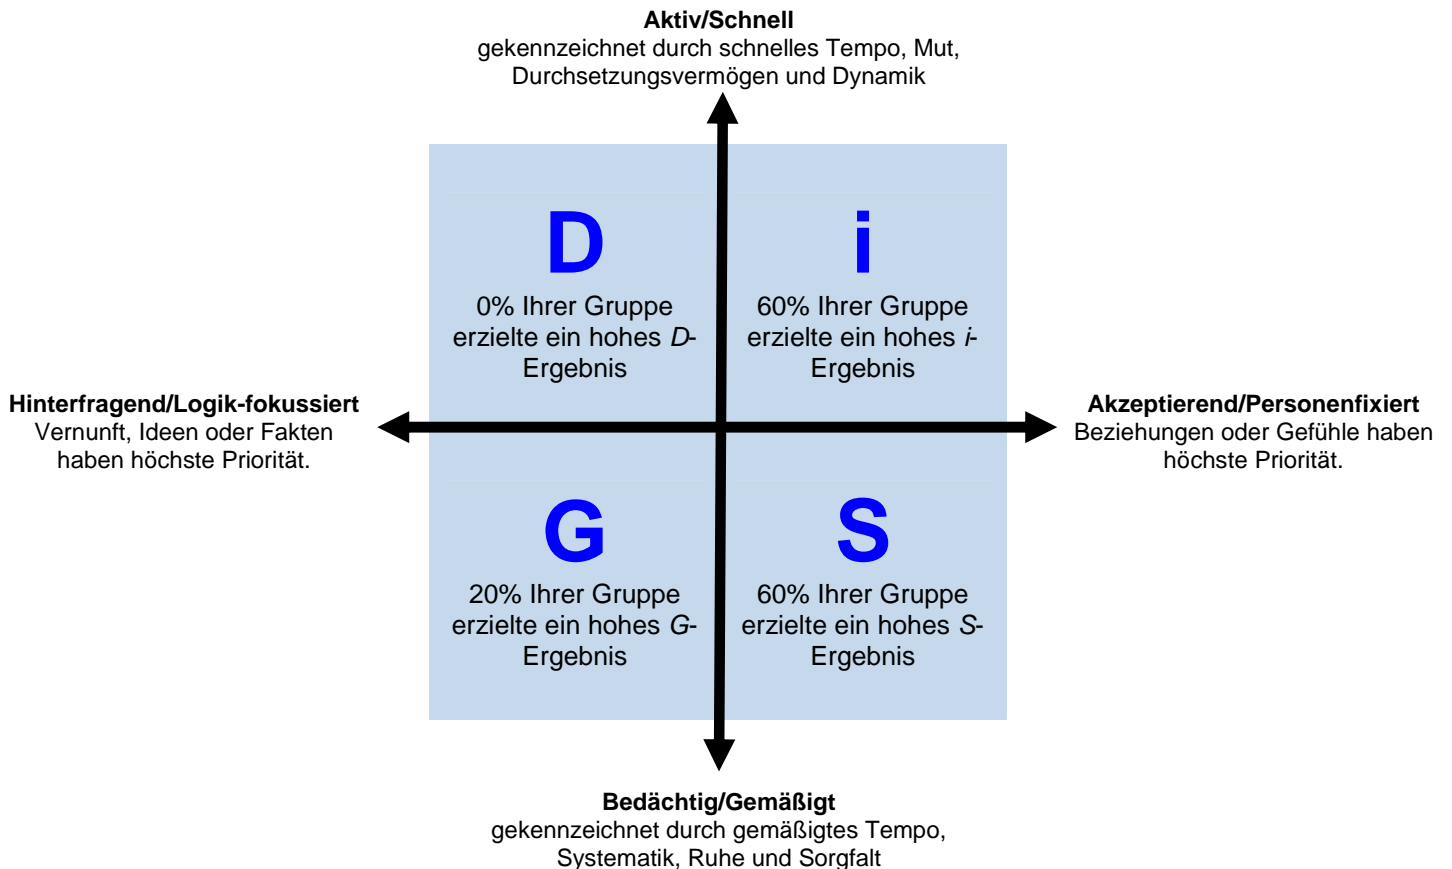 Aktiv/Schnell
gekennzeichnet durch schnelles Tempo, Mut,
Durchsetzungsvermögen und Dynamik
D
0% Ihrer Gruppe
erzielte ein hohes D-
Ergebnis
i
60% Ihrer Gruppe
erzielte ein hohes i-
Ergebnis
Hinterfragend/Logik-fokussiert
Vernunft, Ideen oder Fakten
haben höchste Priorität.
Akzeptierend/Personenfixiert
Beziehungen oder Gefühle haben
höchste Priorität.
G
20% Ihrer Gruppe
erzielte ein hohes G-
Ergebnis
S
60% Ihrer Gruppe
erzielte ein hohes S-
Ergebnis
Bedächtig/Gemäßigt
gekennzeichnet durch gemäßigtes Tempo,
Systematik, Ruhe und Sorgfalt